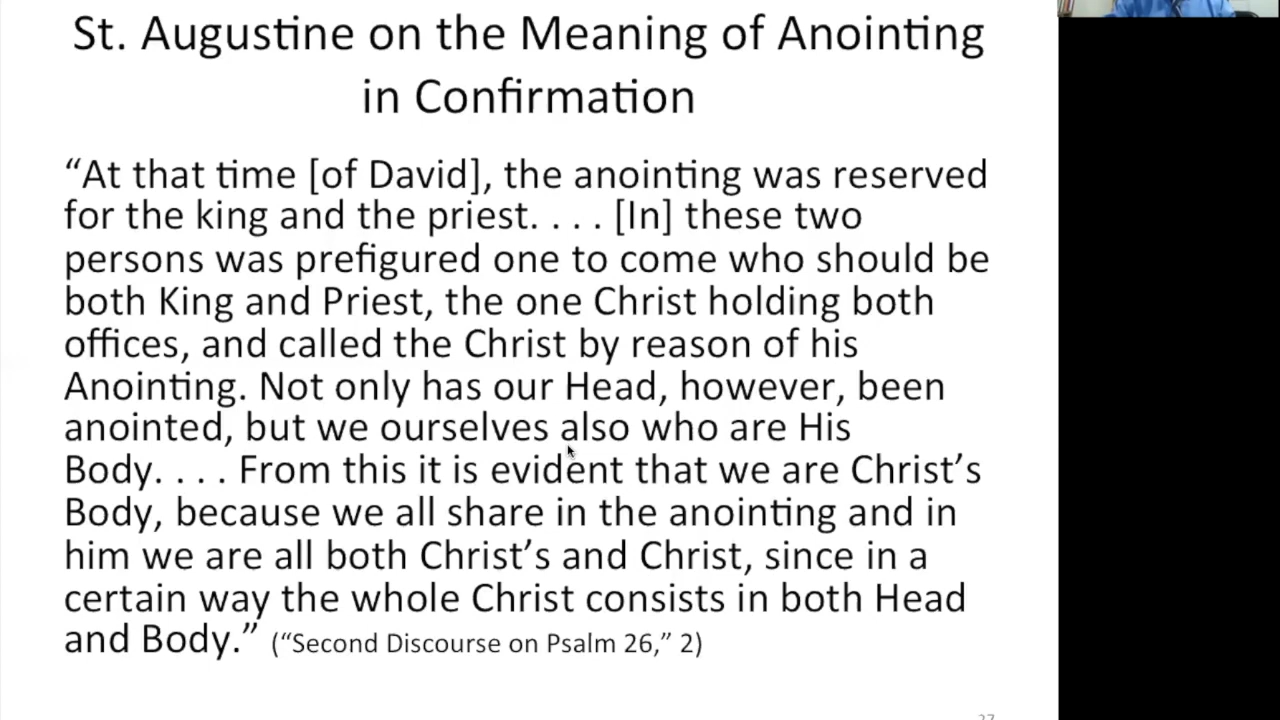 St. Augustine on the Meaning of Anointing
in Confirmation
“At that time [of David], the anointing was reserved
for the king and the priest. . . . [In] these two
persons was prefigured one to come who should be
both King and Priest, the one Christ holding both
offices, and called the Christ by reason of his
Anointing. Not only has our Head, however, been
anointed, but we ourselves also who are His
Body. . . . From this it is evident that we are Christ’s
Body, because we all share in the anointing and in
him we are all both Christ’s and Christ, since in a
certain way the whole Christ consists in both Head
and Body.” (“Second Discourse on Psalm 26,” 2)